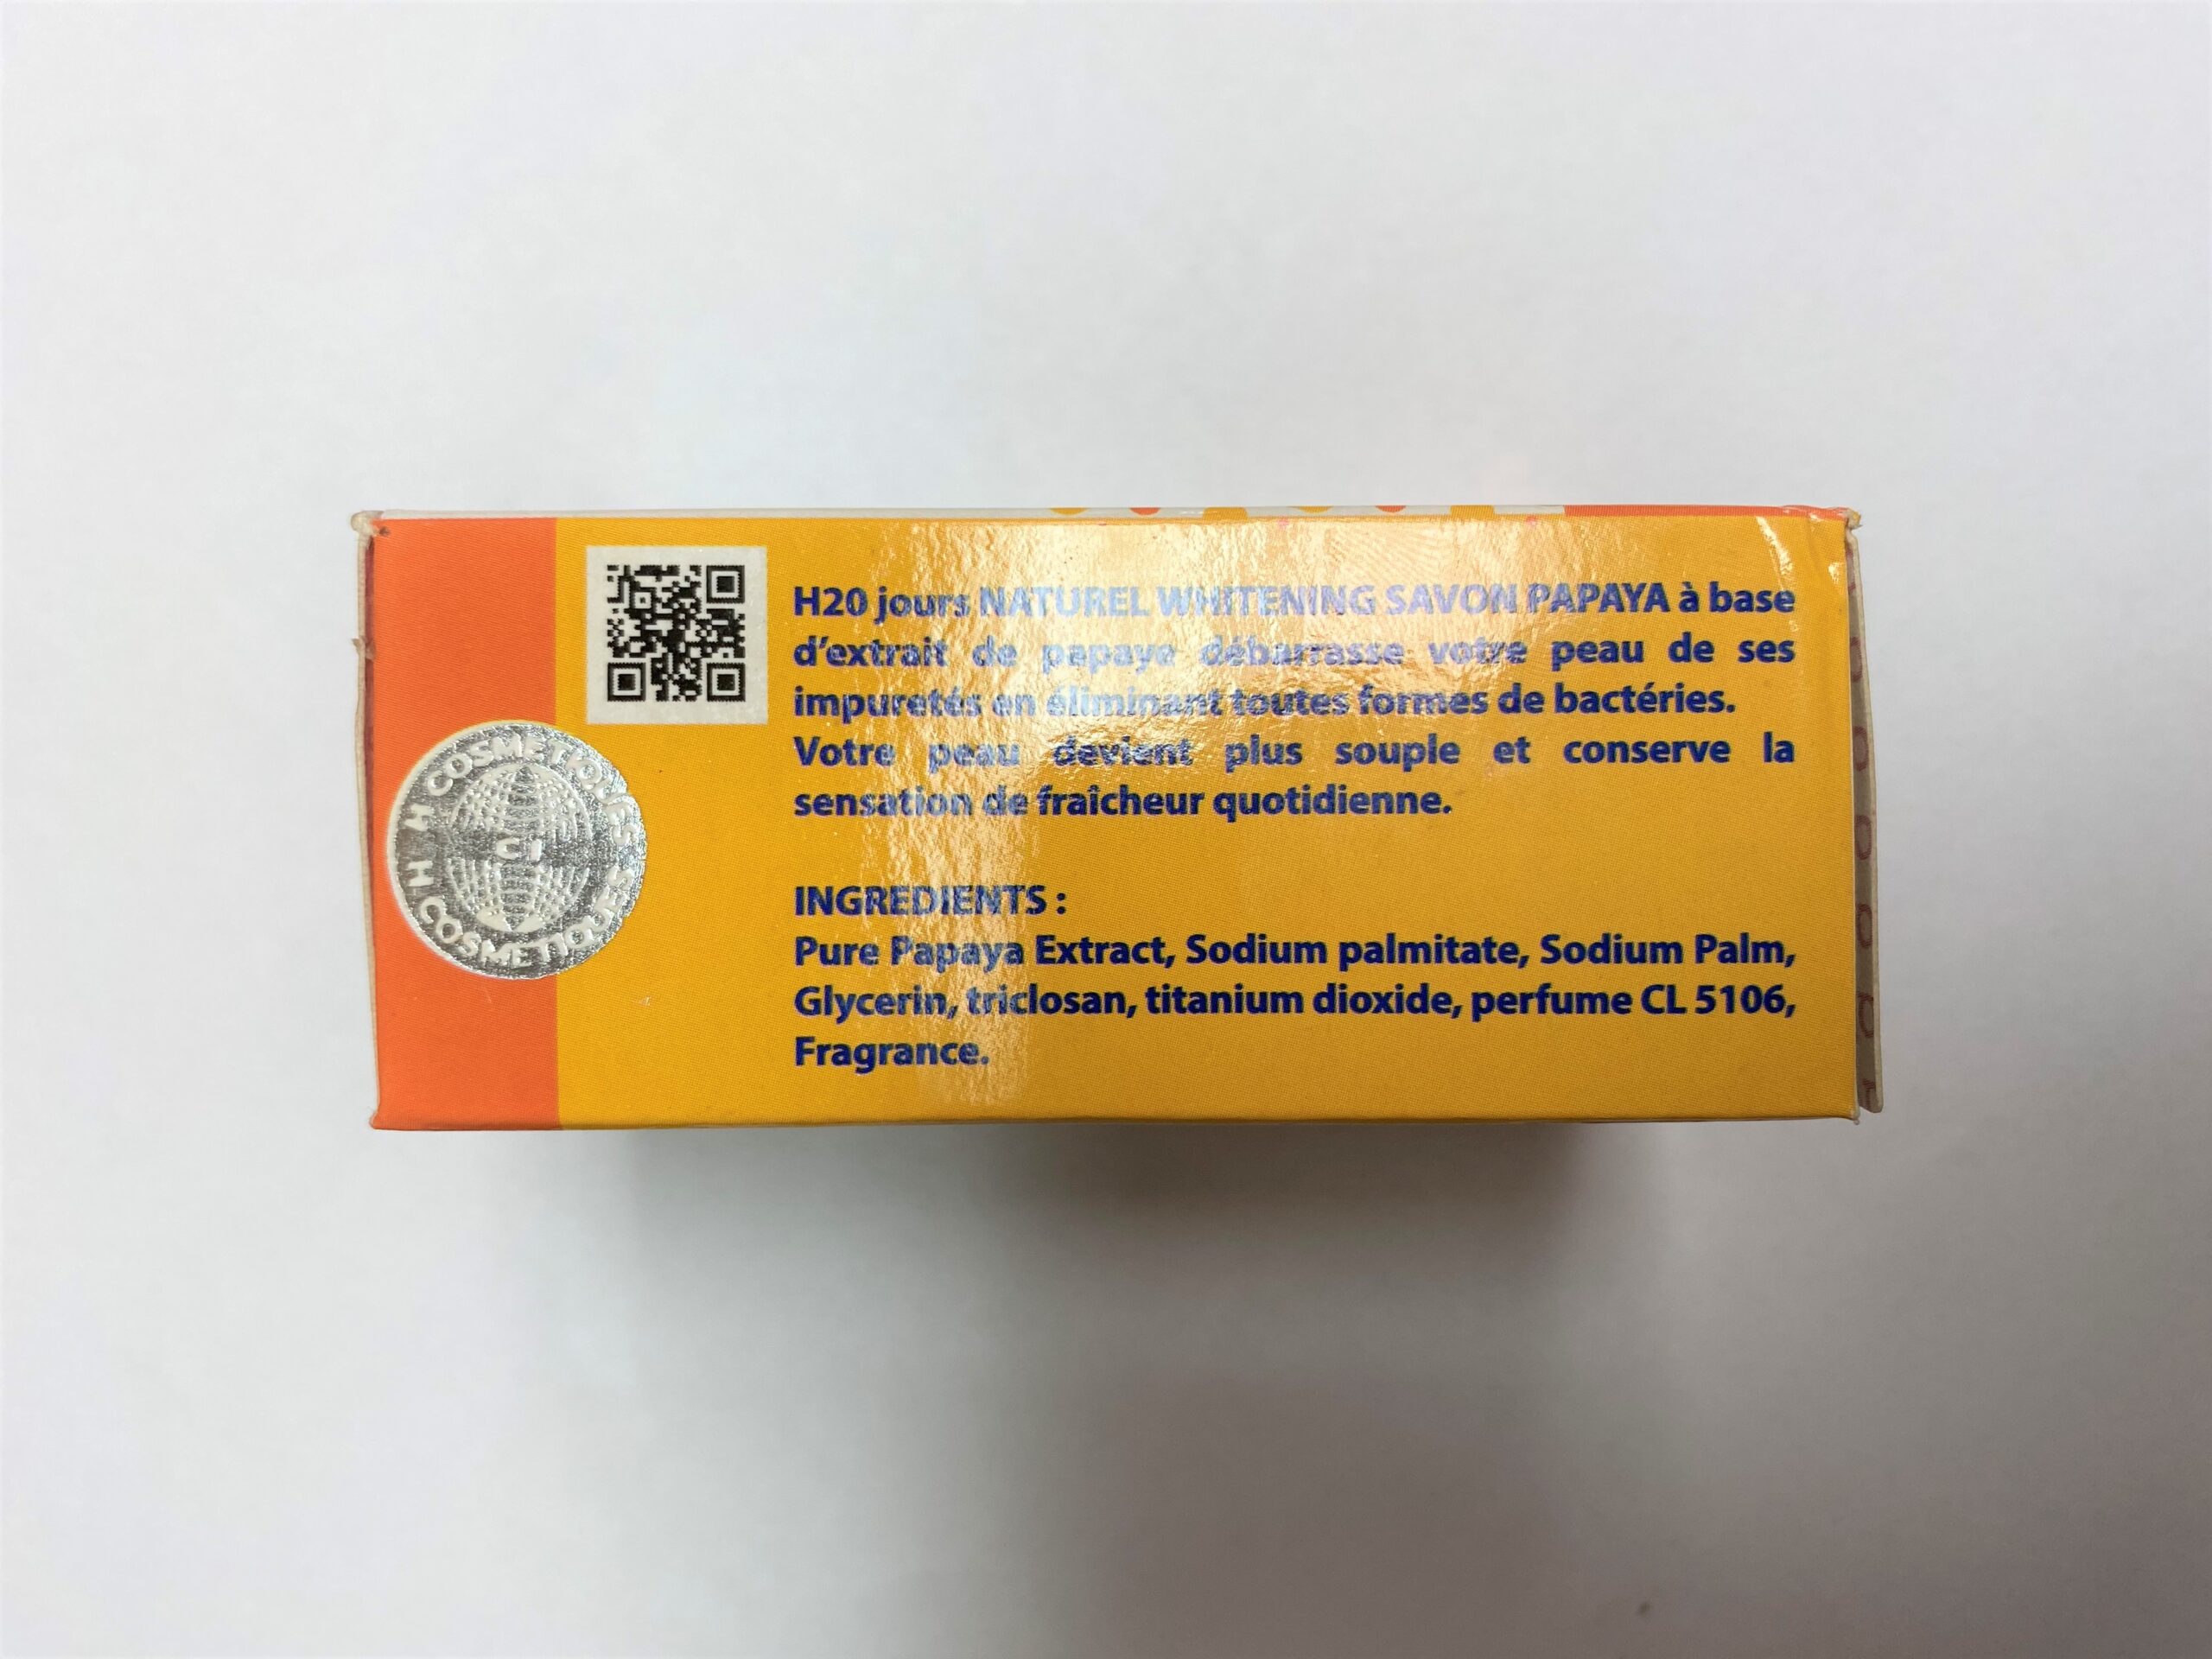 H20 jours NATUREL WHITENING SAVON PAPAYA à base
d'extrait de papaye débarrasse votre peau de ses
impuretés en éliminant toutes formes de bactéries.
Votre peau devient plus souple et conserve la
sensation de fraîcheur quotidienne.
INGREDIENTS :
Pure Papaya Extract, Sodium palmitate, Sodium Palm,
Glycerin, triclosan, titanium dioxide, perfume CL 5106,
Fragrance.
H COSMETIQUES
CI
H COSMETIQUES